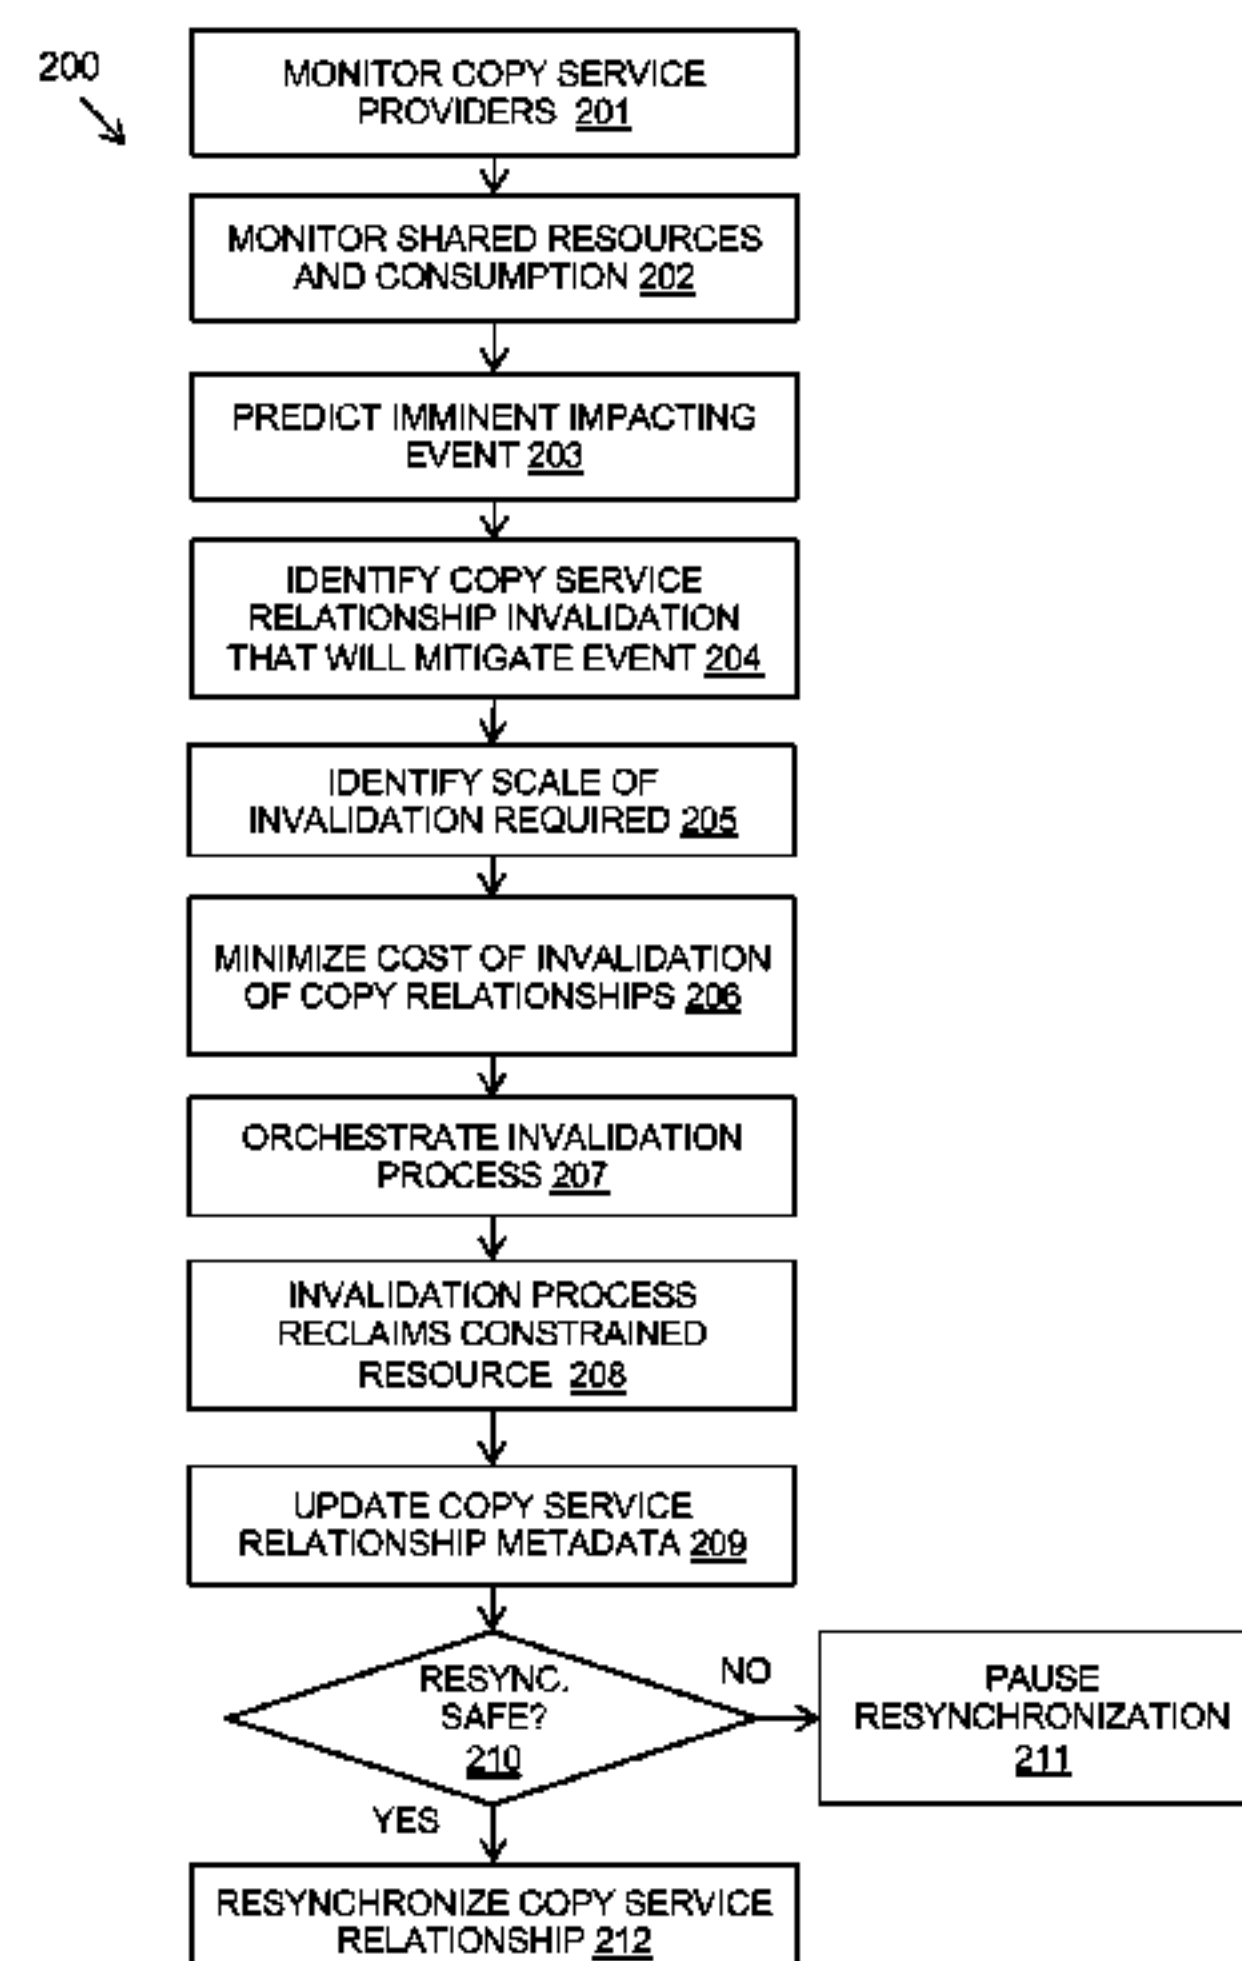 200
MONITOR COPY SERVICE
PROVIDERS 201
MONITOR SHARED RESOURCES
AND CONSUMPTION 202
PREDICT IMMINENT IMPACTING
EVENT 203
IDENTIFY COPY SERVICE
RELATIONSHIP INVALIDATION
THAT WILL MITIGATE EVENT 204
IDENTIFY SCALE OF
INVALIDATION REQUIRED 205
MINIMIZE COST OF INVALIDATION
OF COPY RELATIONSHIPS 206
ORCHESTRATE INVALIDATION
PROCESS 207
INVALIDATION PROCESS
RECLAIMS CONSTRAINED
RESOURCE 208
UPDATE COPY SERVICE
RELATIONSHIP METADATA 209
RESYNC.
SAFE?
210
NO
PAUSE
RESYNCHRONIZATION
211
YES
RESYNCHRONIZE COPY SERVICE
RELATIONSHIP 212